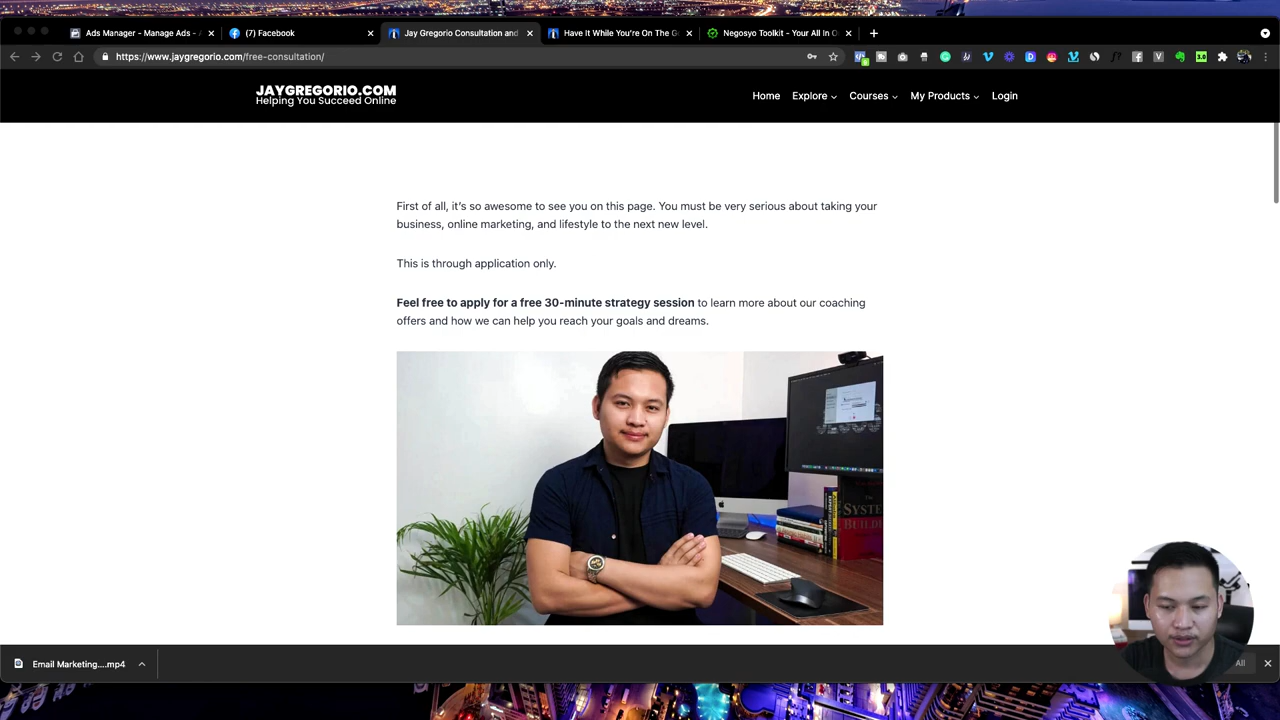 Ads Manager - Manage Ads - 
(7) Facebook
Jay Gregorio Consultation and
Have It While You're On The G
Negosyo Toolkit - Your All In O
https://www.jaygregorio.com/free-consultation/
JAYGREGORIO.COM
Helping You Succeed Online
Home
Explore
Courses
My Products
Login
First of all, it's so awesome to see you on this page. You must be very serious about taking your
business, online marketing, and lifestyle to the next new level.
This is through application only.
Feel free to apply for a free 30-minute strategy session to learn more about our coaching
offers and how we can help you reach your goals and dreams.
The
SYSTEM
BUILDER
Email Marketing....mp4
All